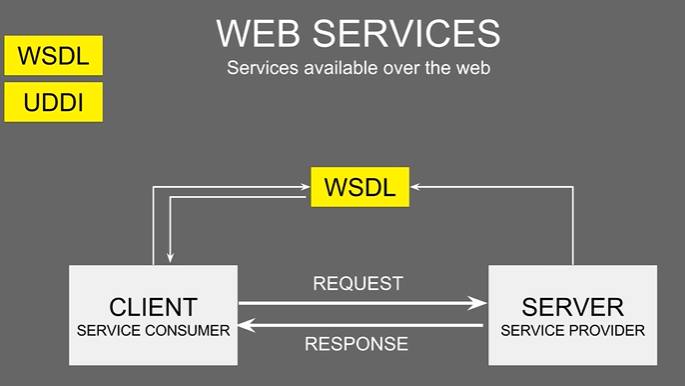 WEB SERVICES
Services available over the web
WSDL
UDDI
WSDL
REQUEST
CLIENT
SERVICE CONSUMER
SERVER
SERVICE PROVIDER
RESPONSE